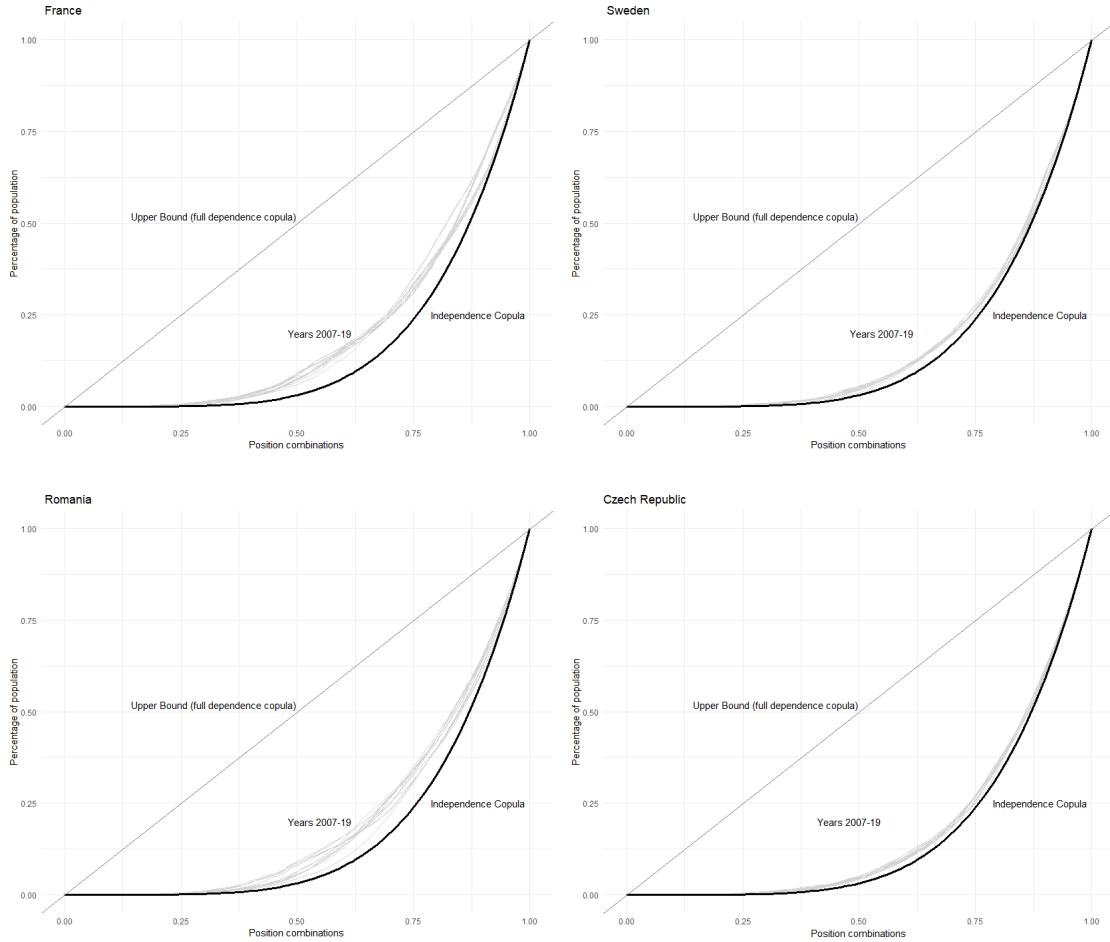 France
1.00
0.75
0.50
0.25
0.00
Percentage of population
Upper Bound (full dependence copula)
Years 2007-19
Independence Copula
0.00
0.25
0.50
0.75
1.00
Position combinations
Sweden
1.00
0.75
0.50
0.25
0.00
Percentage of population
Upper Bound (full dependence copula)
Years 2007-19
Independence Copula
0.00
0.25
0.50
0.75
1.00
Position combinations
Romania
1.00
0.75
0.50
0.25
0.00
Percentage of population
Upper Bound (full dependence copula)
Years 2007-19
Independence Copula
0.00
0.25
0.50
0.75
1.00
Position combinations
Czech Republic
1.00
0.75
0.50
0.25
0.00
Percentage of population
Upper Bound (full dependence copula)
Years 2007-19
Independence Copula
0.00
0.25
0.50
0.75
1.00
Position combinations